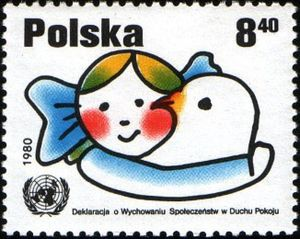 Polska 8 40
1980
Deklaracja o Wychowaniu Społeczeństw w Duchu Pokoju